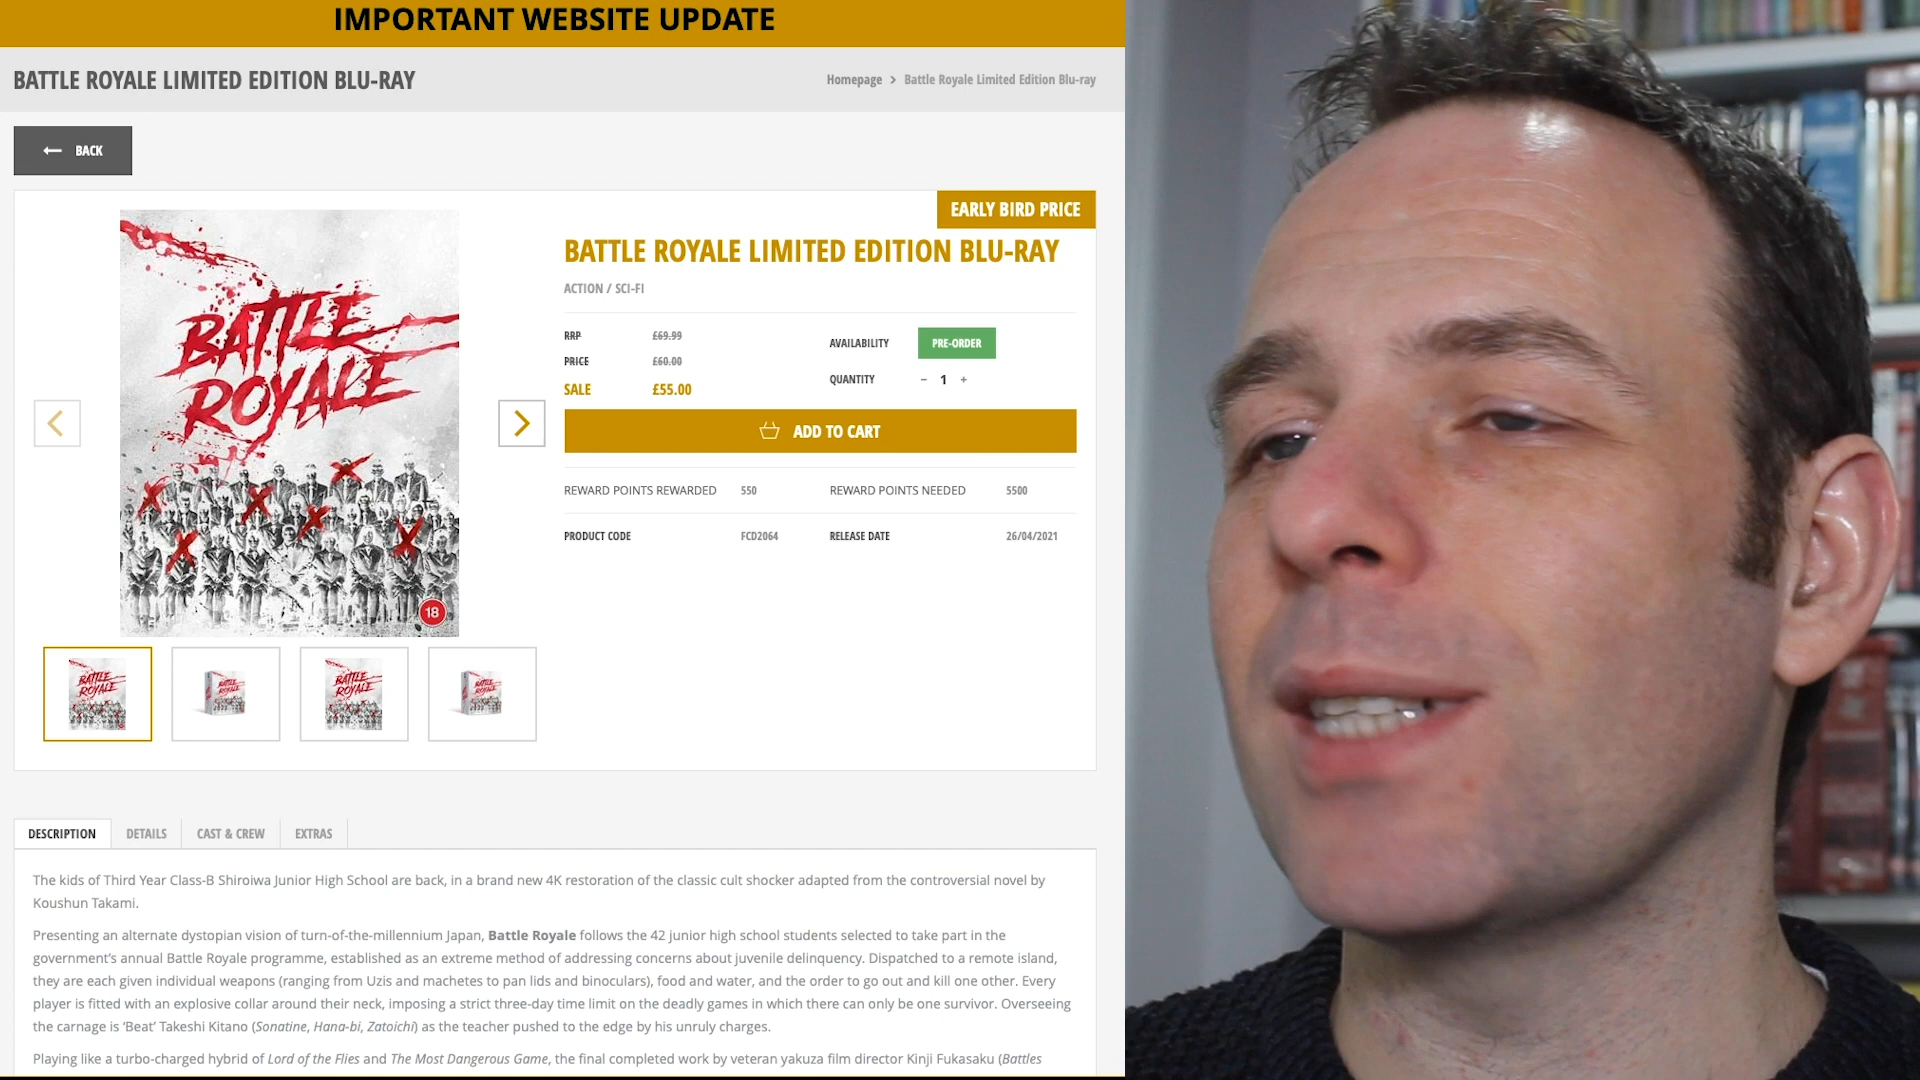 IMPORTANT WEBSITE UPDATE
BATTLE ROYALE LIMITED EDITION BLU-RAY
Homepage > Battle Royale Limited Edition Blu-ray
← BACK
EARLY BIRD PRICE
BATTLE ROYALE
18
BATTLE ROYALE LIMITED EDITION BLU-RAY
ACTION / SCI-FI
RRP £69.99
PRICE £60.00
SALE £55.00
AVAILABILITY PRE-ORDER
QUANTITY - 1 +
ADD TO CART
REWARD POINTS REWARDED 550 REWARD POINTS NEEDED 5500
PRODUCT CODE FCD2064 RELEASE DATE 26/04/2021
BATTLE ROYALE
BATTLE ROYALE
BATTLE ROYALE
BATTLE ROYALE
DESCRIPTION DETAILS CAST & CREW EXTRAS
The kids of Third Year Class-B Shiroiwa Junior High School are back, in a brand new 4K restoration of the classic cult shocker adapted from the controversial novel by
Koushun Takami.
Presenting an alternate dystopian vision of turn-of-the-millennium Japan, Battle Royale follows the 42 junior high school students selected to take part in the
government's annual Battle Royale programme, established as an extreme method of addressing concerns about juvenile delinquency. Dispatched to a remote island,
they are each given individual weapons (ranging from Uzis and machetes to pan lids and binoculars), food and water, and the order to go out and kill one other. Every
player is fitted with an explosive collar around their neck, imposing a strict three-day time limit on the deadly games in which there can only be one survivor. Overseeing
the carnage is 'Beat' Takeshi Kitano (Sonatine, Hana-bi, Zatoichi) as the teacher pushed to the edge by his unruly charges.
Playing like a turbo-charged hybrid of Lord of the Flies and The Most Dangerous Game, the final completed work by veteran yakuza film director Kinji Fukasaku (Battles